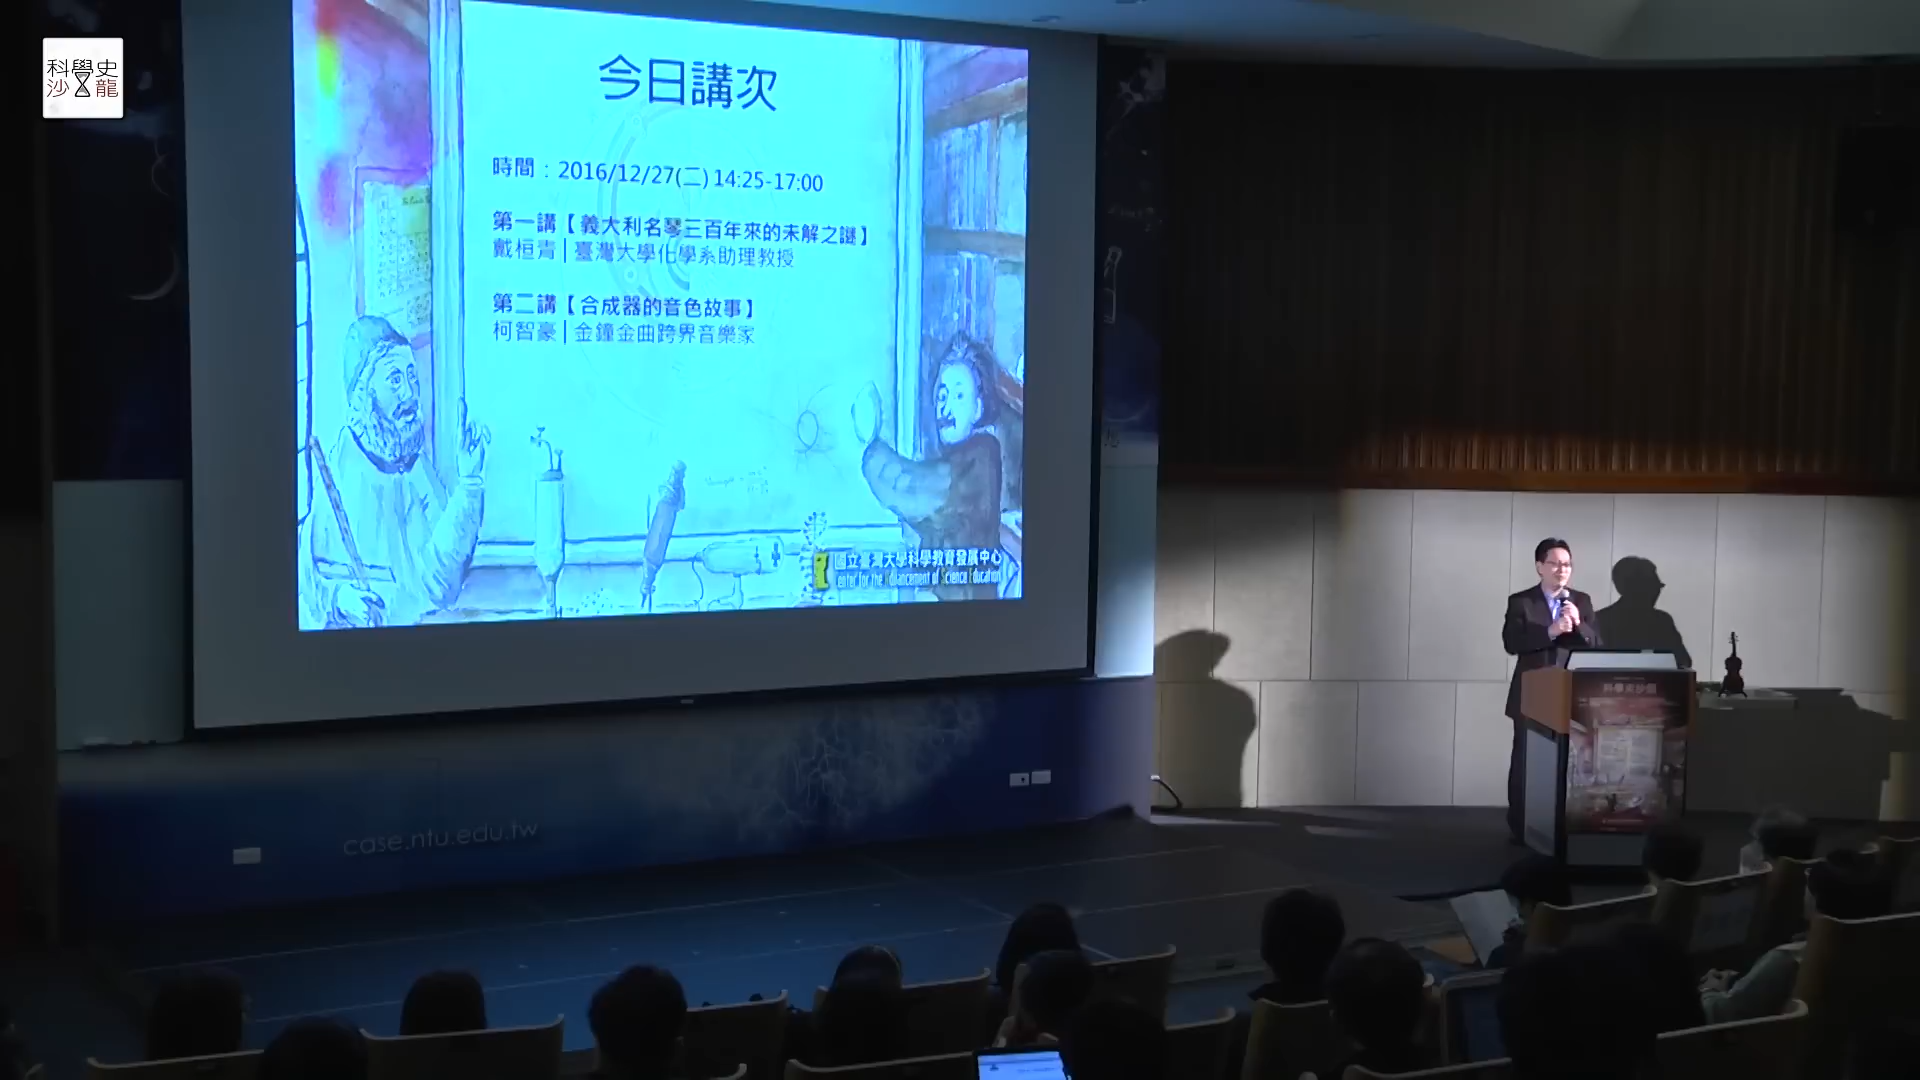 科學史
沙龍
今日講次
時間：2016/12/27(二) 14:25-17:00
第一講【義大利名琴三百年來的未解之謎】
戴桓青│臺灣大學化學系助理教授
第二講【合成器的音色故事】
柯智豪│金鐘金曲跨界音樂家
國立臺灣大學科學教育發展中心
Center for the Advancement of Science Education
case.ntu.edu.tw
科學史沙龍